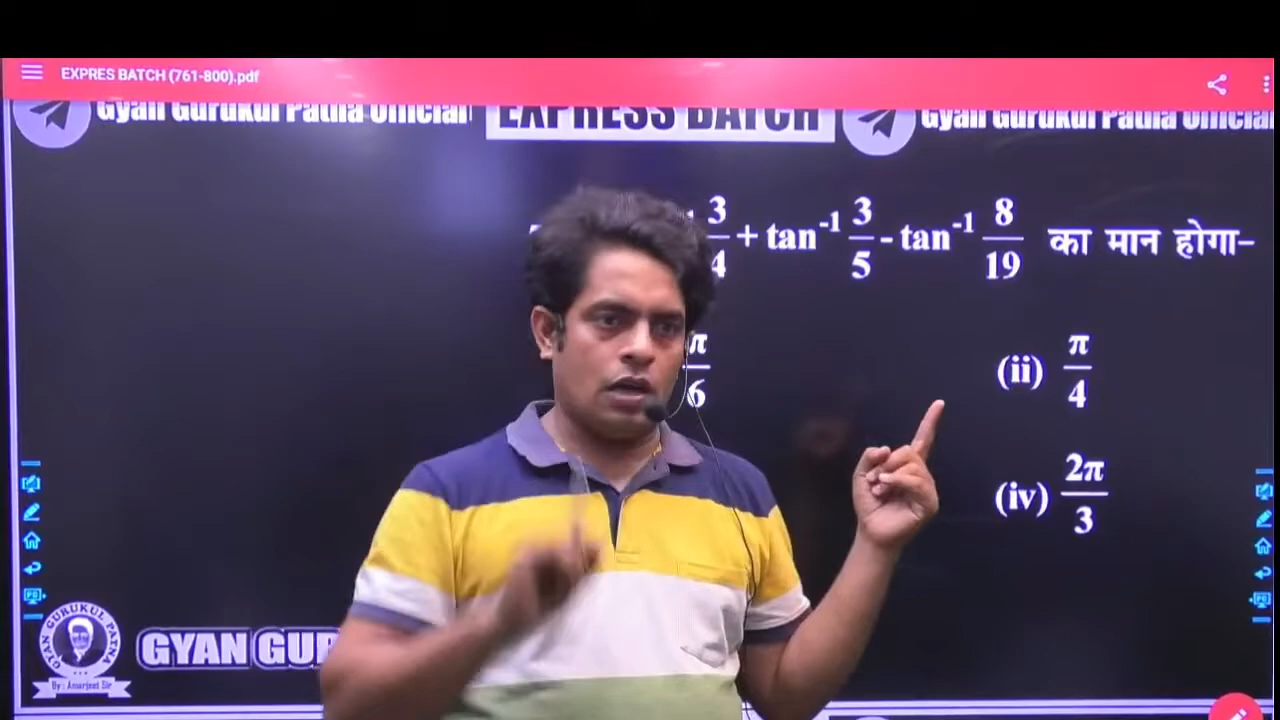 EXPRES BATCH (761-800).pdf
Gyan Gurukul Patna Official EXPRESS BATCH Gyan Gurukul Patna Official
3/4 + tan⁻¹ 3/5 - tan⁻¹ 8/19 का मान होगा-
π/6 (ii) π/4
(iv) 2π/3
GYAN GURUKUL PATNA
By : Amarjeet Sir
GYAN GUR